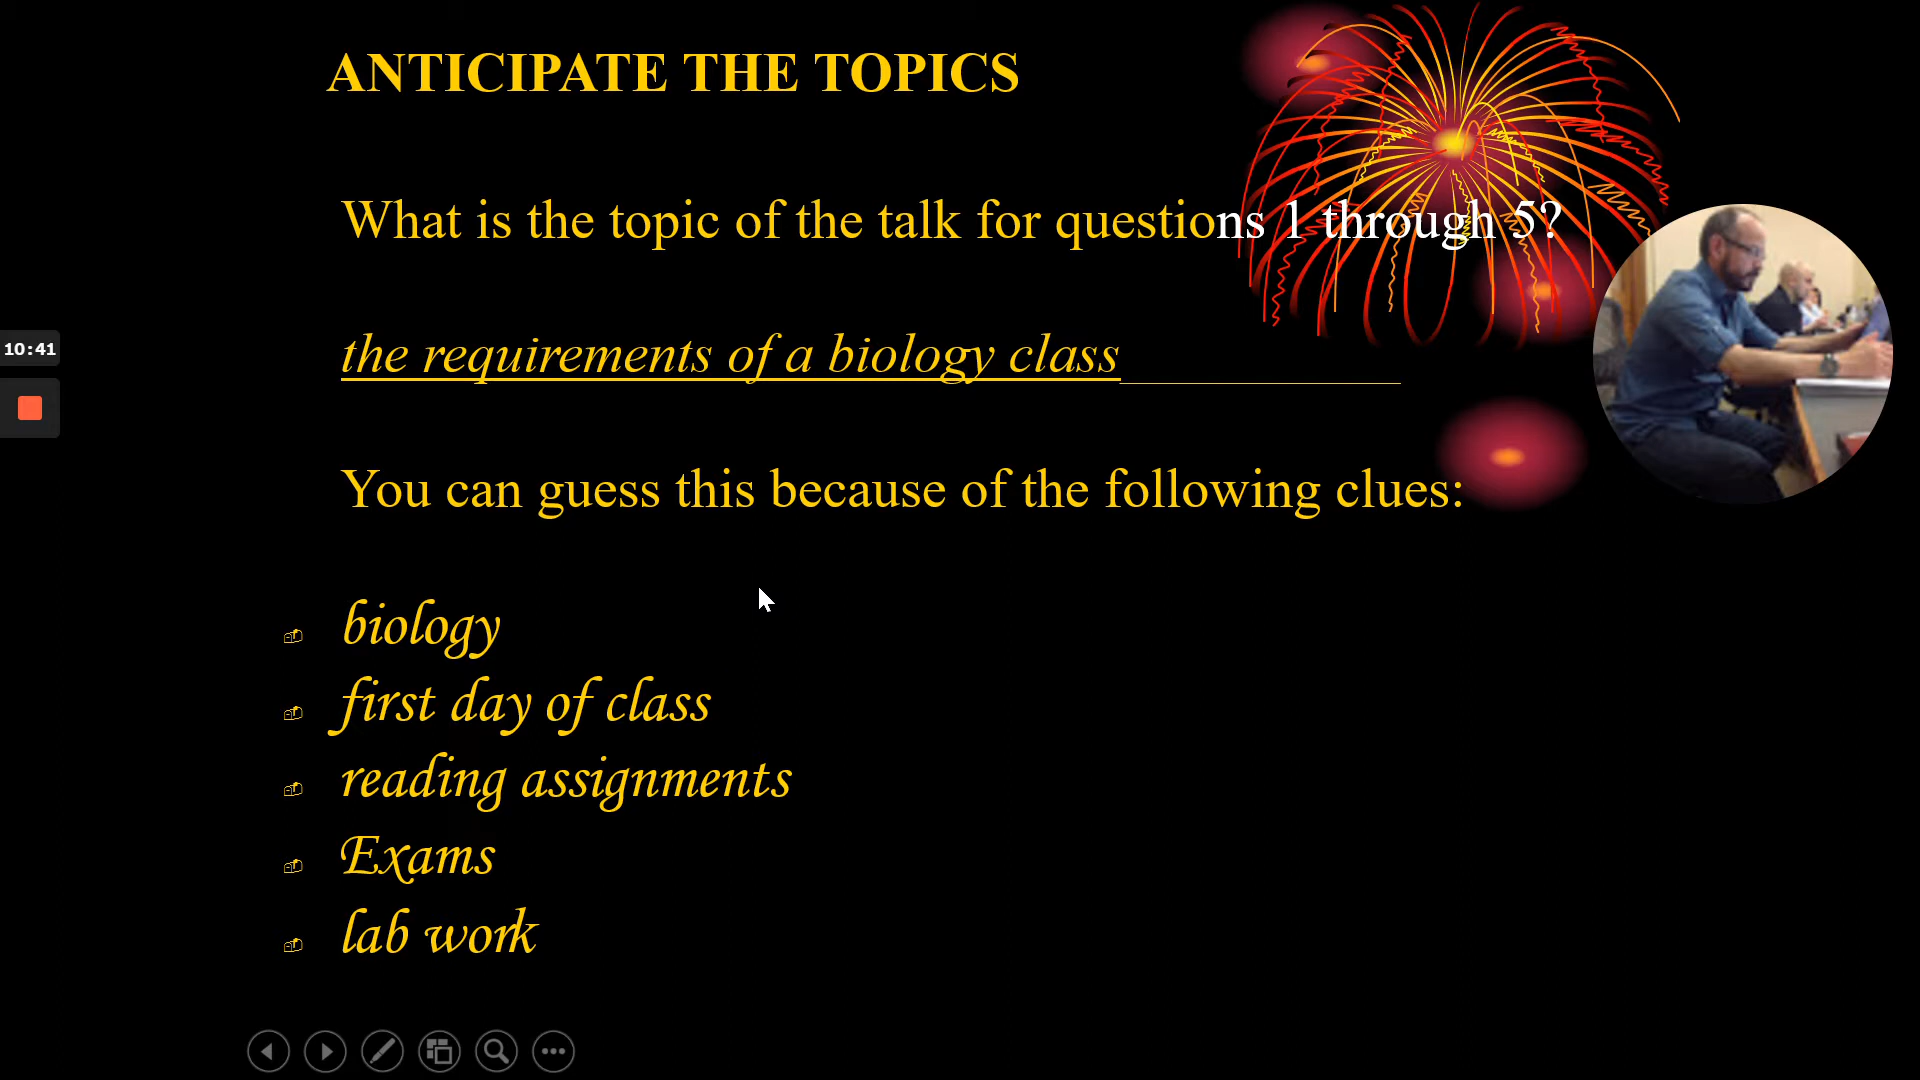 ANTICIPATE THE TOPICS
What is the topic of the talk for questions 1 through 5?
10:41
the requirements of a biology class
You can guess this because of the following clues:
biology
first day of class
reading assignments
Exams
lab work